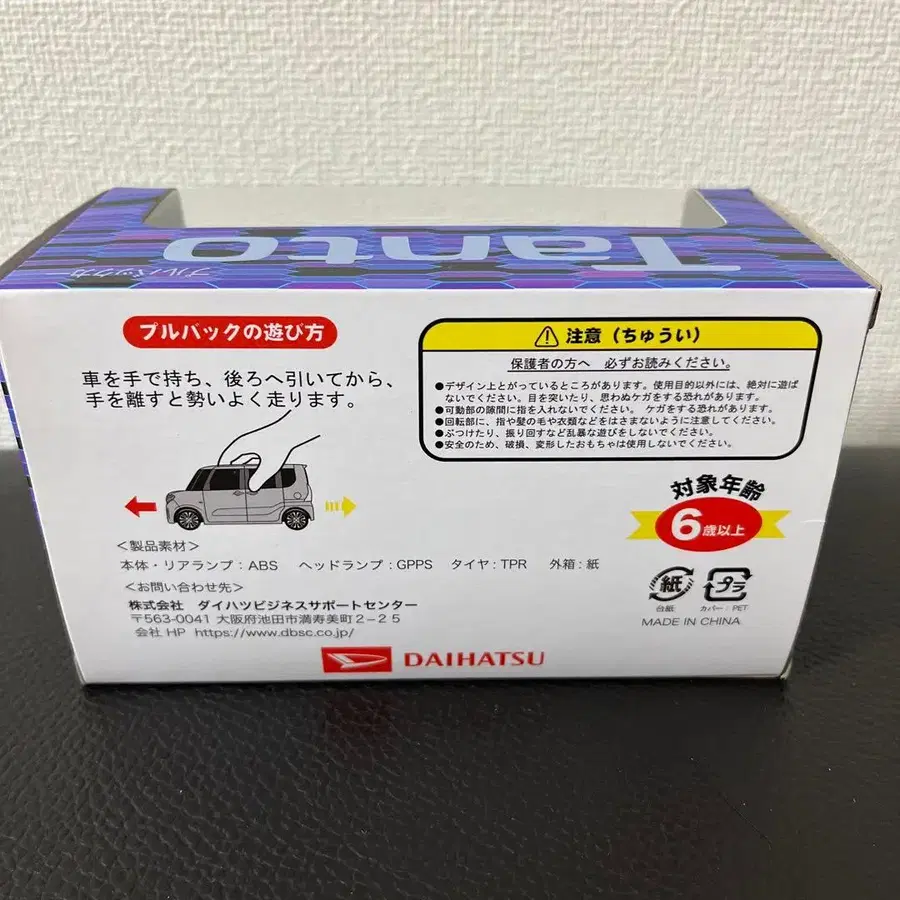 Tanto
プルバックカー
プルバックの遊び方
車を手で持ち、後ろへ引いてから、
手を離すと勢いよく走ります。
注意（ちゅうい）
保護者の方へ 必ずお読みください。
●デザイン上とがっているところがあります。使用目的以外には、絶対に遊ば
ないでください。目を突いたり、思わぬケガをする恐れがあります。
●可動部の隙間に指を入れないでください。ケガをする恐れがあります。
●回転部に、指や髪の毛や衣類などをはさまないように注意してください。
●ぶつけたり、振り回すなど乱暴な遊びをしないでください。
●安全のため、破損、変形したおもちゃは使用しないでください。
対象年齢
6歳以上
＜製品素材＞
本体・リアランプ：ABS ヘッドランプ：GPPS タイヤ：TPR 外箱：紙
＜お問い合わせ先＞
株式会社 ダイハツビジネスサポートセンター
〒563-0041 大阪府池田市満寿美町2-25
会社HP https://www.dbsc.co.jp/
紙
台紙
プラ
カバー：PET
MADE IN CHINA
DAIHATSU